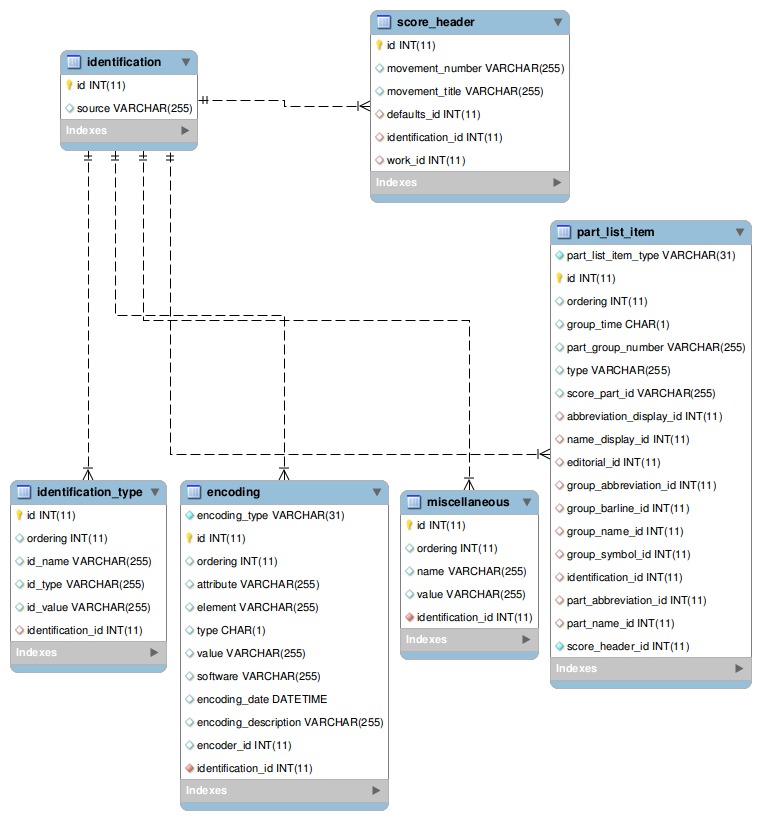 identification
id INT(11)
source VARCHAR(255)
Indexes
score_header
id INT(11)
movement_number VARCHAR(255)
movement_title VARCHAR(255)
defaults_id INT(11)
identification_id INT(11)
work_id INT(11)
Indexes
part_list_item
part_list_item_type VARCHAR(31)
id INT(11)
ordering INT(11)
group_time CHAR(1)
part_group_number VARCHAR(255)
type VARCHAR(255)
score_part_id VARCHAR(255)
abbreviation_display_id INT(11)
name_display_id INT(11)
editorial_id INT(11)
group_abbreviation_id INT(11)
group_barline_id INT(11)
group_name_id INT(11)
group_symbol_id INT(11)
identification_id INT(11)
part_abbreviation_id INT(11)
part_name_id INT(11)
score_header_id INT(11)
Indexes
identification_type
id INT(11)
ordering INT(11)
id_name VARCHAR(255)
id_type VARCHAR(255)
id_value VARCHAR(255)
identification_id INT(11)
Indexes
encoding
encoding_type VARCHAR(31)
id INT(11)
ordering INT(11)
attribute VARCHAR(255)
element VARCHAR(255)
type CHAR(1)
value VARCHAR(255)
software VARCHAR(255)
encoding_date DATETIME
encoding_description VARCHAR(255)
encoder_id INT(11)
identification_id INT(11)
Indexes
miscellaneous
id INT(11)
ordering INT(11)
name VARCHAR(255)
value VARCHAR(255)
identification_id INT(11)
Indexes